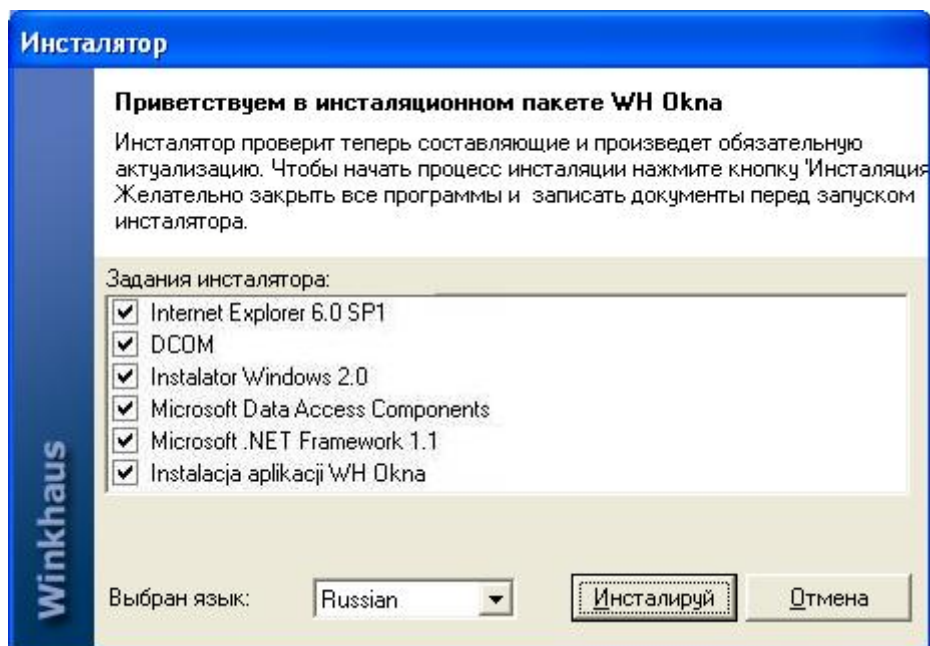 Инсталятор
Приветствуем в инсталяционном пакете WH Okna
Инсталятор проверит теперь составляющие и произведет обязательную
актуализацию. Чтобы начать процесс инсталяции нажмите кнопку 'Инсталяция
Желательно закрыть все программы и записать документы перед запуском
инсталятора.
Задания инсталятора:
Internet Explorer 6.0 SP1
DCOM
Instalator Windows 2.0
Microsoft Data Access Components
Microsoft .NET Framework 1.1
Instalacja aplikacji WH Okna
Winkhaus
Выбран язык:
Russian
Инсталируй
Отмена